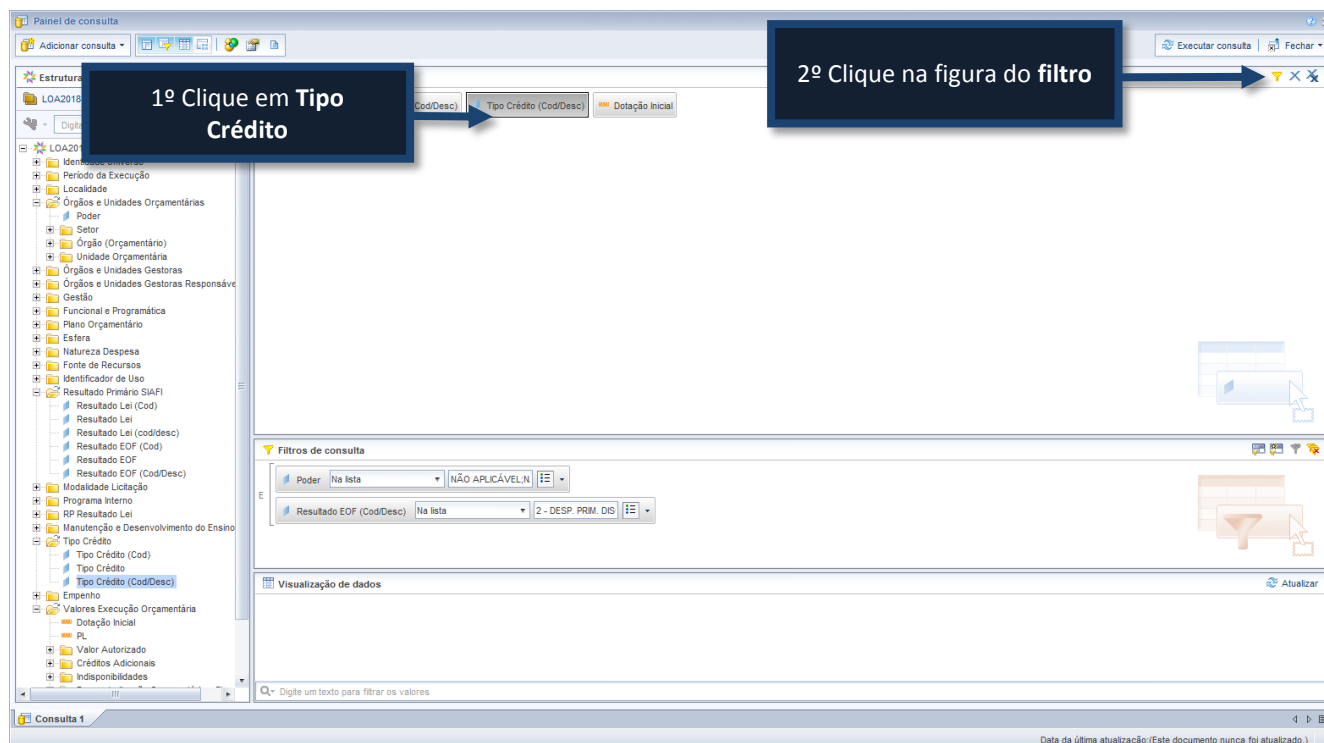 Painel de consulta
Adicionar consulta
Executar consulta
Fechar
Estrutura
LOA2018
Digita
1º Clique em Tipo
Crédito
Cod/Desc)
Tipo Crédito (Cod/Desc)
Dotação Inicial
2º Clique na figura do filtro
Período da Execução
Localidade
Órgãos e Unidades Orçamentárias
Poder
Setor
Órgão (Orçamentário)
Unidade Orçamentária
Órgãos e Unidades Gestoras
Órgãos e Unidades Gestoras Responsáve
Gestão
Funcional e Programática
Plano Orçamentário
Esfera
Natureza Despesa
Fonte de Recursos
Identificador de Uso
Resultado Primário SIAFI
Resultado Lei (Cod)
Resultado Lei
Resultado Lei (cod/desc)
Resultado EOF (Cod)
Resultado EOF
Resultado EOF (Cod/Desc)
Modalidade Licitação
Programa Interno
RP Resultado Lei
Manutenção e Desenvolvimento do Ensino
Tipo Crédito
Tipo Crédito (Cod)
Tipo Crédito
Tipo Crédito (Cod/Desc)
Empenho
Valores Execução Orçamentária
Dotação Inicial
PL
Valor Autorizado
Créditos Adicionais
Indisponibilidades
Filtros de consulta
E
Poder Na lista NÃO APLICÁVEL;N
Resultado EOF (Cod/Desc) Na lista 2 - DESP. PRIM. DIS
Visualização de dados
Atualizar
Digite um texto para filtrar os valores
Consulta 1
Data da última atualização:(Este documento nunca foi atualizado.)